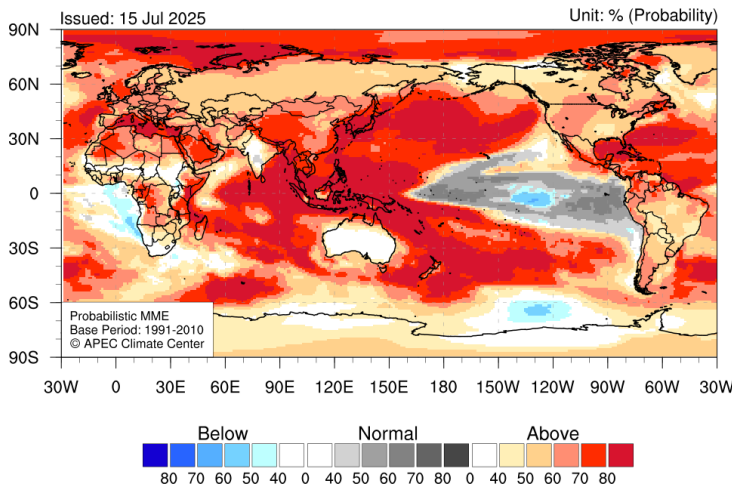 Issued: 15 Jul 2025
Unit: % (Probability)
90N
60N
30N
0
30S
60S
90S
Probabilistic MME
Base Period: 1991-2010
© APEC Climate Center
30W 0 30E 60E 90E 120E 150E 180 150W 120W 90W 60W 30W
Below Normal Above
80 70 60 50 40 0 40 50 60 70 80 0 40 50 60 70 80